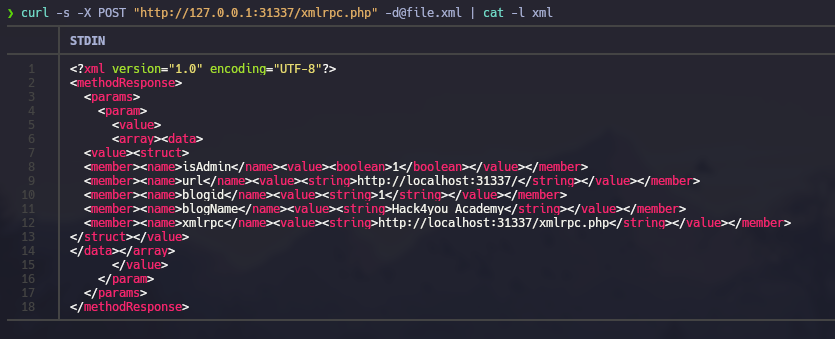 ❯ curl -s -X POST "http://127.0.0.1:31337/xmlrpc.php" -d@file.xml | cat -l xml
STDIN
1 <?xml version="1.0" encoding="UTF-8"?>
2 <methodResponse>
3   <params>
4     <param>
5       <value>
6       <array><data>
7   <value><struct>
8   <member><name>isAdmin</name><value><boolean>1</boolean></value></member>
9   <member><name>url</name><value><string>http://localhost:31337/</string></value></member>
10   <member><name>blogid</name><value><string>1</string></value></member>
11   <member><name>blogName</name><value><string>Hack4you Academy</string></value></member>
12   <member><name>xmlrpc</name><value><string>http://localhost:31337/xmlrpc.php</string></value></member>
13 </struct></value>
14 </data></array>
15       </value>
16     </param>
17   </params>
18 </methodResponse>